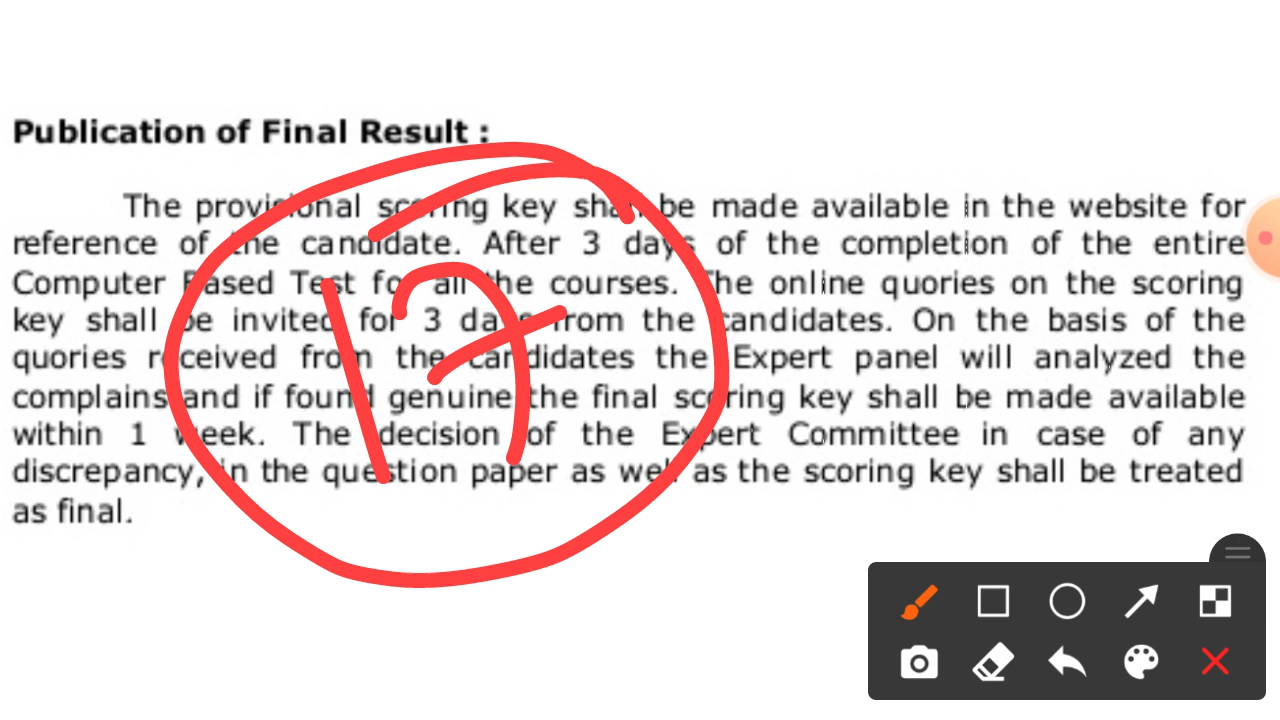 Publication of Final Result :
The provisional scoring key shall be made available in the website for
reference of the candidate. After 3 days of the completion of the entire
Computer Based Test for all the courses. The online quories on the scoring
key shall be invited for 3 days from the candidates. On the basis of the
quories received from the candidates the Expert panel will analyzed the
complains and if found genuine the final scoring key shall be made available
within 1 week. The decision of the Expert Committee in case of any
discrepancy, in the question paper as well as the scoring key shall be treated
as final.
17